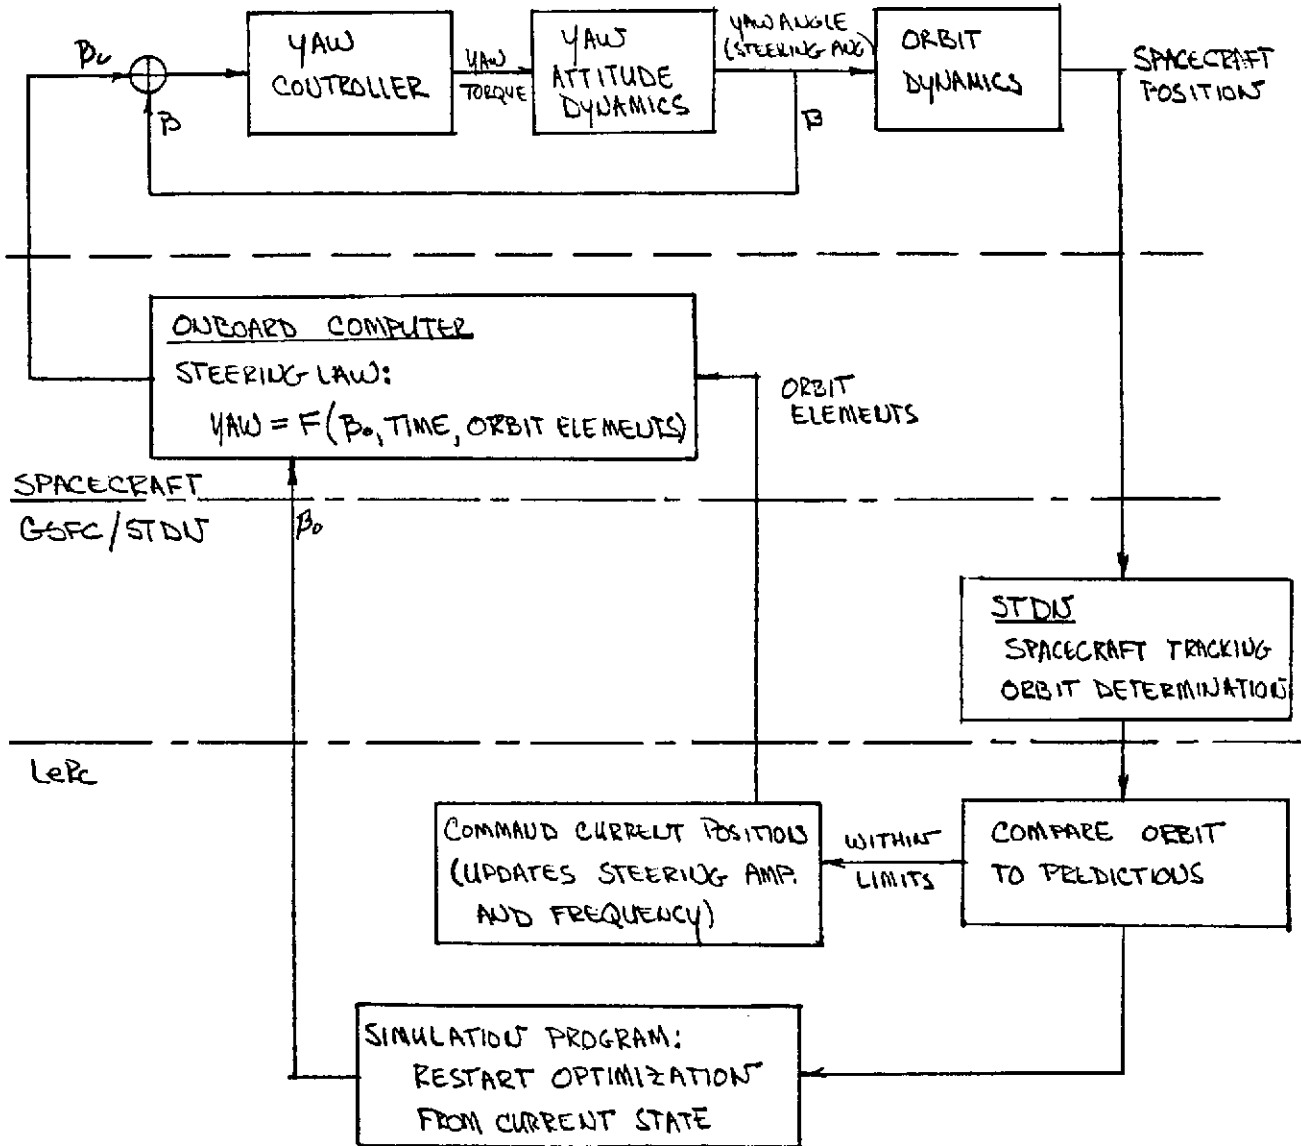 βc
YAW
CONTROLLER
YAW
TORQUE
YAW
ATTITUDE
DYNAMICS
YAW ANGLE
(STEERING ANG)
ORBIT
DYNAMICS
SPACECRAFT
POSITION
β
β
ONBOARD COMPUTER
STEERING LAW:
YAW = F(β₀, TIME, ORBIT ELEMENTS)
ORBIT
ELEMENTS
SPACECRAFT
GSFC/STDN
β₀
STDN
SPACECRAFT TRACKING
ORBIT DETERMINATION
LeRc
COMMAND CURRENT POSITION
(UPDATES STEERING AMP.
AND FREQUENCY)
WITHIN
LIMITS
COMPARE ORBIT
TO PREDICTIONS
SIMULATION PROGRAM:
RESTART OPTIMIZATION
FROM CURRENT STATE